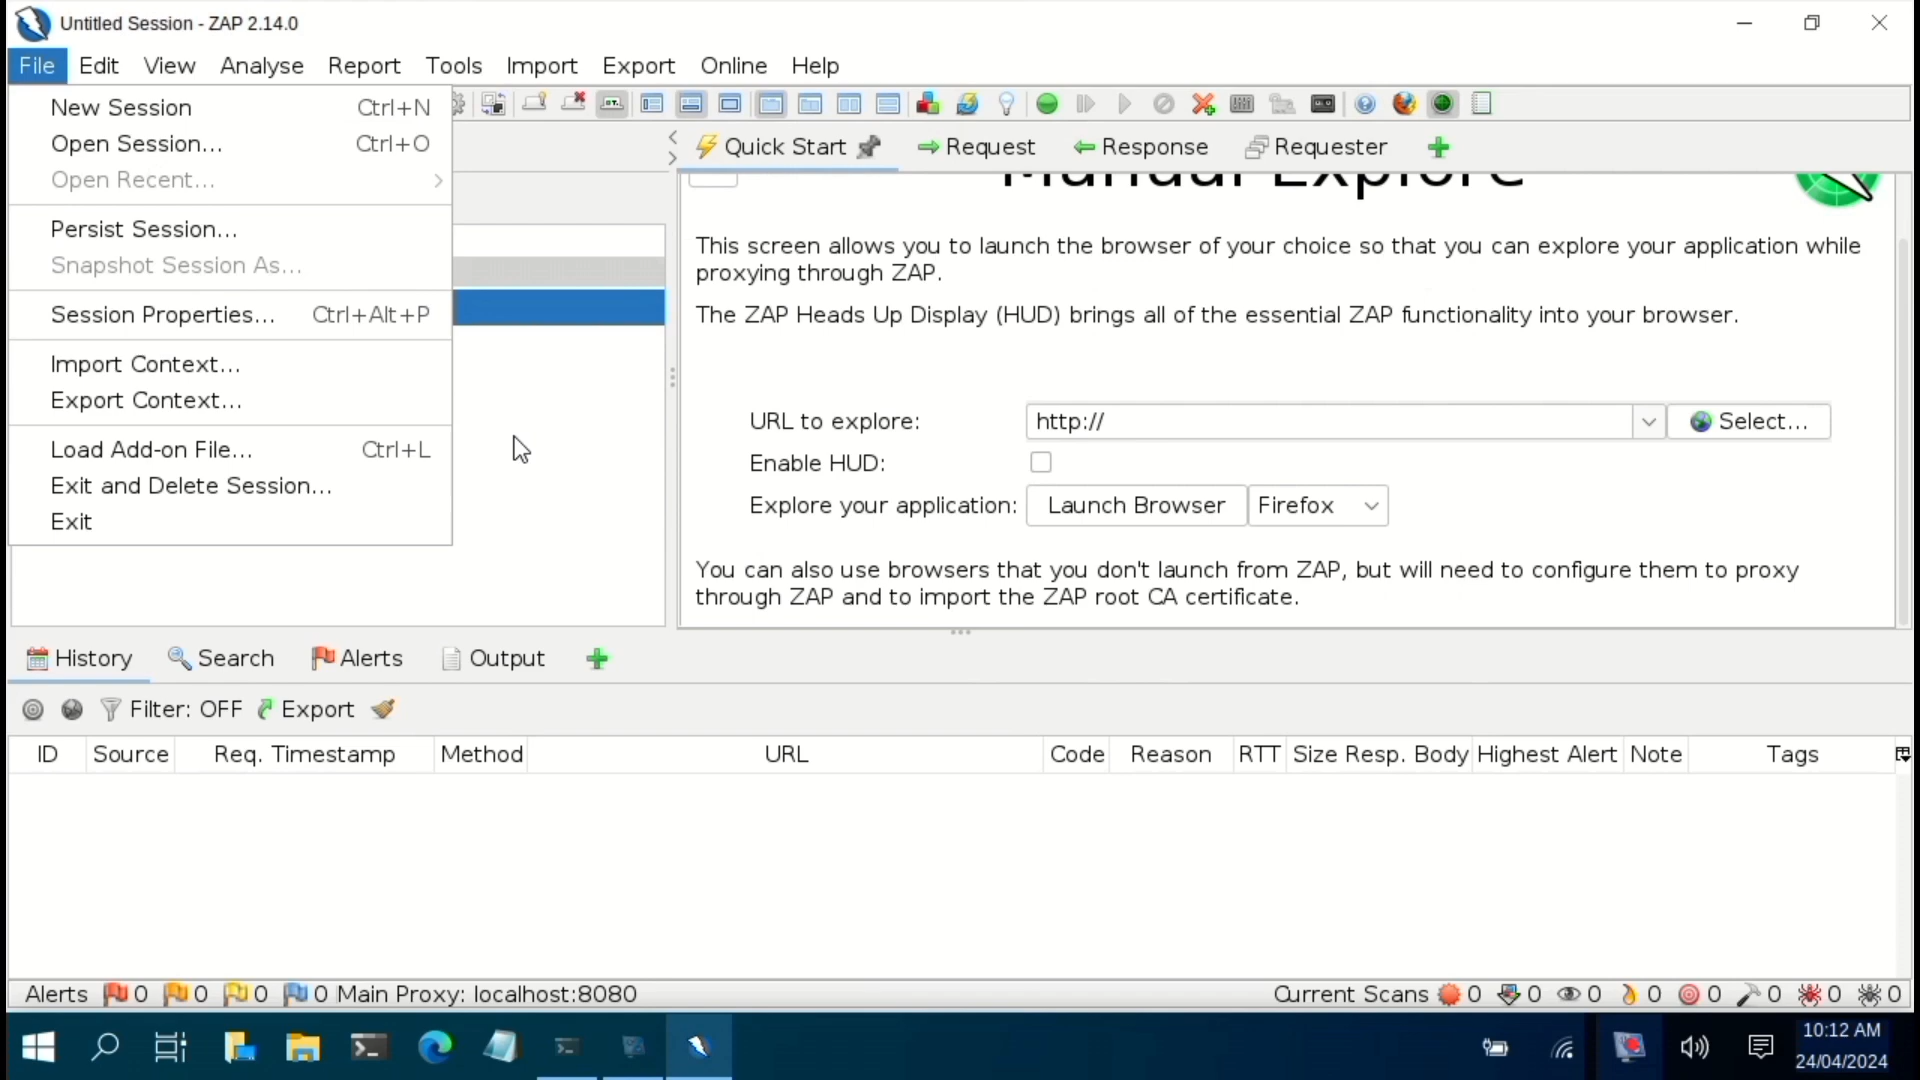 Untitled Session - ZAP 2.14.0
File Edit View Analyse Report Tools Import Export Online Help
New Session Ctrl+N
Open Session... Ctrl+O
Open Recent...
Persist Session...
Snapshot Session As...
Session Properties... Ctrl+Alt+P
Import Context...
Export Context...
Load Add-on File... Ctrl+L
Exit and Delete Session...
Exit
Quick Start Request Response Requester
Manual Explore
This screen allows you to launch the browser of your choice so that you can explore your application while
proxying through ZAP.
The ZAP Heads Up Display (HUD) brings all of the essential ZAP functionality into your browser.
URL to explore: http:// Select...
Enable HUD:
Explore your application: Launch Browser Firefox
You can also use browsers that you don't launch from ZAP, but will need to configure them to proxy
through ZAP and to import the ZAP root CA certificate.
History Search Alerts Output
Filter: OFF Export
ID Source Req. Timestamp Method URL Code Reason RTT Size Resp. Body Highest Alert Note Tags
Alerts 0 0 0 0 Main Proxy: localhost:8080 Current Scans 0 0 0 0 0 0 0 0
10:12 AM
24/04/2024